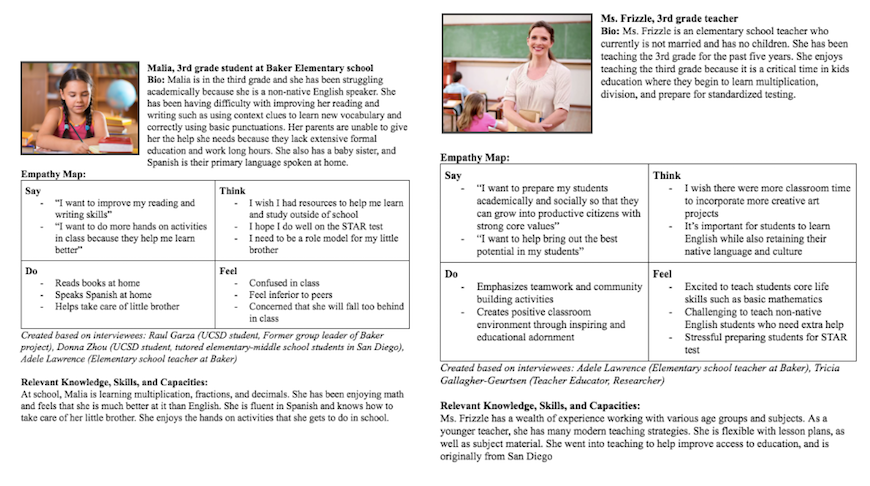 Malia, 3rd grade student at Baker Elementary school
Bio: Malia is in the third grade and she has been struggling
academically because she is a non-native English speaker. She
has been having difficulty with improving her reading and
writing such as using context clues to learn new vocabulary and
correctly using basic punctuations. Her parents are unable to give
her the help she needs because they lack extensive formal
education and work long hours. She also has a baby sister, and
Spanish is their primary language spoken at home.
Empathy Map:
Say
- "I want to improve my reading and
writing skills"
- "I want to do more hands on activities
in class because they help me learn
better"
Think
- I wish I had resources to help me learn
and study outside of school
- I hope I do well on the STAR test
- I need to be a role model for my little
brother
Do
- Reads books at home
- Speaks Spanish at home
- Helps take care of little brother
Feel
- Confused in class
- Feel inferior to peers
- Concerned that she will fall too behind
in class
Created based on interviewees: Raul Garza (UCSD student, Former group leader of Baker
project), Donna Zhou (UCSD student, tutored elementary-middle school students in San Diego),
Adele Lawrence (Elementary school teacher at Baker)
Relevant Knowledge, Skills, and Capacities:
At school, Malia is learning multiplication, fractions, and decimals. She has been enjoying math
and feels that she is much better at it than English. She is fluent in Spanish and knows how to
take care of her little brother. She enjoys the hands on activities that she gets to do in school.
Ms. Frizzle, 3rd grade teacher
Bio: Ms. Frizzle is an elementary school teacher who
currently is not married and has no children. She has been
teaching the 3rd grade for the past five years. She enjoys
teaching the third grade because it is a critical time in kids
education where they begin to learn multiplication,
division, and prepare for standardized testing.
Empathy Map:
Say
- "I want to prepare my students
academically and socially so that they
can grow into productive citizens with
strong core values"
- "I want to help bring out the best
potential in my students"
Think
- I wish there were more classroom time
to incorporate more creative art
projects
- It's important for students to learn
English while also retaining their
native language and culture
Do
- Emphasizes teamwork and community
building activities
- Creates positive classroom
environment through inspiring and
educational adornment
Feel
- Excited to teach students core life
skills such as basic mathematics
- Challenging to teach non-native
English students who need extra help
- Stressful preparing students for STAR
test
Created based on interviewees: Adele Lawrence (Elementary school teacher at Baker), Tricia
Gallagher-Geurtsen (Teacher Educator, Researcher)
Relevant Knowledge, Skills, and Capacities:
Ms. Frizzle has a wealth of experience working with various age groups and subjects. As a
younger teacher, she has many modern teaching strategies. She is flexible with lesson plans, as
well as subject material. She went into teaching to help improve access to education, and is
originally from San Diego